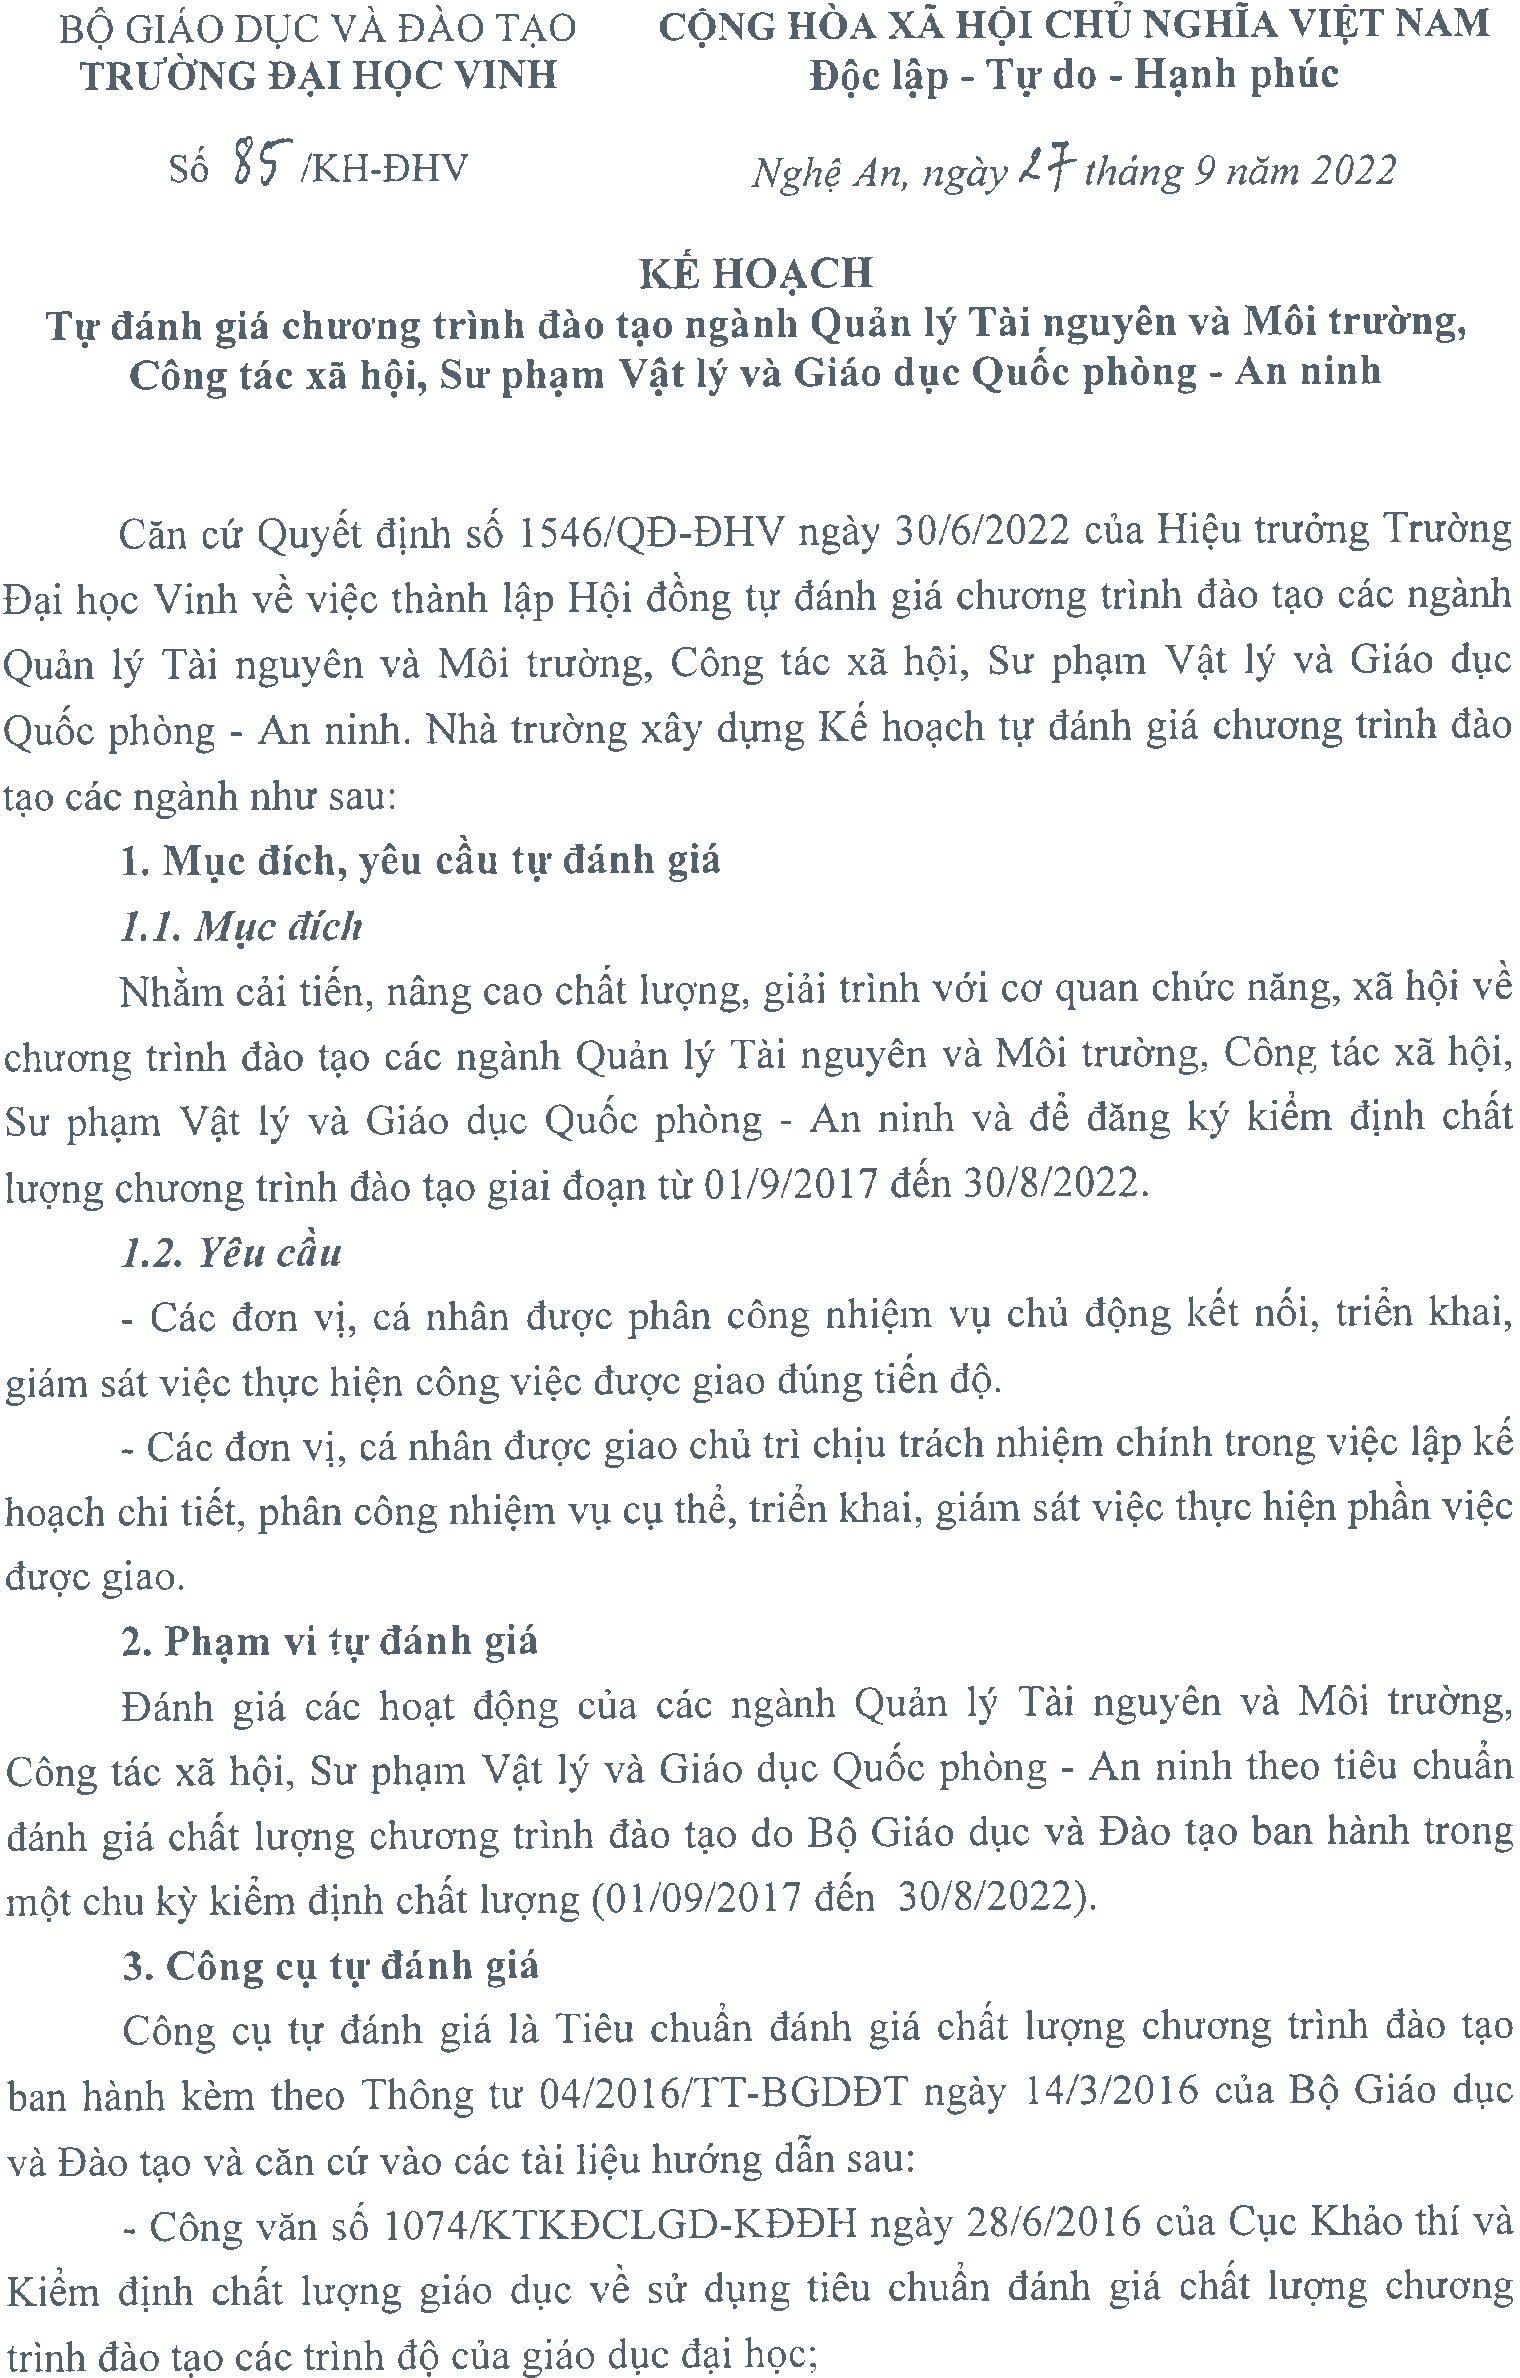 BỘ GIÁO DỤC VÀ ĐÀO TẠO
TRƯỜNG ĐẠI HỌC VINH
CỘNG HÒA XÃ HỘI CHỦ NGHĨA VIỆT NAM
Độc lập - Tự do - Hạnh phúc
Số 85/KH-ĐHV
Nghệ An, ngày 27 tháng 9 năm 2022
KẾ HOẠCH
Tự đánh giá chương trình đào tạo ngành Quản lý Tài nguyên và Môi trường,
Công tác xã hội, Sư phạm Vật lý và Giáo dục Quốc phòng - An ninh
Căn cứ Quyết định số 1546/QĐ-ĐHV ngày 30/6/2022 của Hiệu trưởng Trường
Đại học Vinh về việc thành lập Hội đồng tự đánh giá chương trình đào tạo các ngành
Quản lý Tài nguyên và Môi trường, Công tác xã hội, Sư phạm Vật lý và Giáo dục
Quốc phòng - An ninh. Nhà trường xây dựng Kế hoạch tự đánh giá chương trình đào
tạo các ngành như sau:
1. Mục đích, yêu cầu tự đánh giá
1.1. Mục đích
Nhằm cải tiến, nâng cao chất lượng, giải trình với cơ quan chức năng, xã hội về
chương trình đào tạo các ngành Quản lý Tài nguyên và Môi trường, Công tác xã hội,
Sư phạm Vật lý và Giáo dục Quốc phòng - An ninh và để đăng ký kiểm định chất
lượng chương trình đào tạo giai đoạn từ 01/9/2017 đến 30/8/2022.
1.2. Yêu cầu
- Các đơn vị, cá nhân được phân công nhiệm vụ chủ động kết nối, triển khai,
giám sát việc thực hiện công việc được giao đúng tiến độ.
- Các đơn vị, cá nhân được giao chủ trì chịu trách nhiệm chính trong việc lập kế
hoạch chi tiết, phân công nhiệm vụ cụ thể, triển khai, giám sát việc thực hiện phần việc
được giao.
2. Phạm vi tự đánh giá
Đánh giá các hoạt động của các ngành Quản lý Tài nguyên và Môi trường,
Công tác xã hội, Sư phạm Vật lý và Giáo dục Quốc phòng - An ninh theo tiêu chuẩn
đánh giá chất lượng chương trình đào tạo do Bộ Giáo dục và Đào tạo ban hành trong
một chu kỳ kiểm định chất lượng (01/09/2017 đến 30/8/2022).
3. Công cụ tự đánh giá
Công cụ tự đánh giá là Tiêu chuẩn đánh giá chất lượng chương trình đào tạo
ban hành kèm theo Thông tư 04/2016/TT-BGDĐT ngày 14/3/2016 của Bộ Giáo dục
và Đào tạo và căn cứ vào các tài liệu hướng dẫn sau:
- Công văn số 1074/KTKĐCLGD-KĐĐH ngày 28/6/2016 của Cục Khảo thí và
Kiểm định chất lượng giáo dục về sử dụng tiêu chuẩn đánh giá chất lượng chương
trình đào tạo các trình độ của giáo dục đại học;